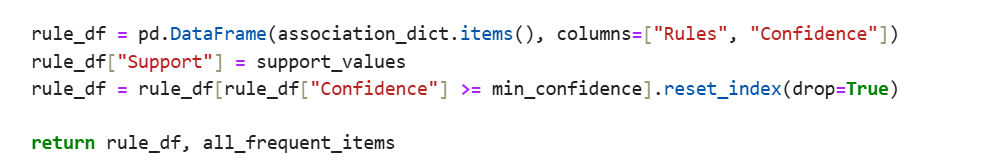 rule_df = pd.DataFrame(association_dict.items(), columns=["Rules", "Confidence"])
rule_df["Support"] = support_values
rule_df = rule_df[rule_df["Confidence"] >= min_confidence].reset_index(drop=True)
return rule_df, all_frequent_items